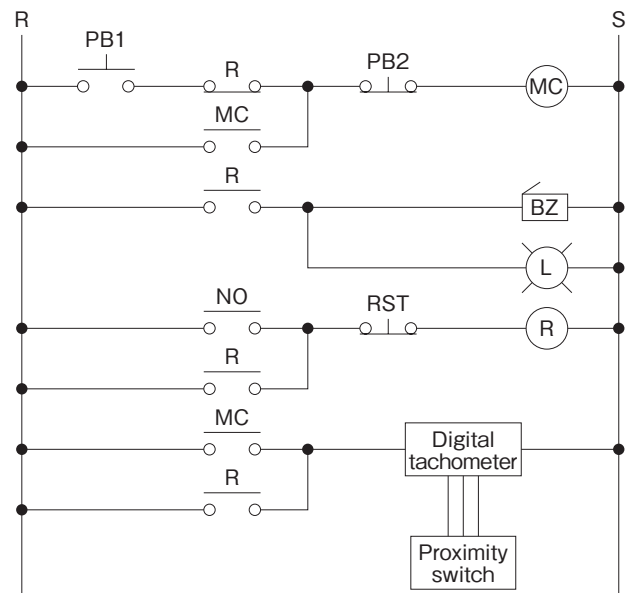 R
S
PB1
R
PB2
MC
MC
R
BZ
L
NO
RST
R
R
MC
Digital
tachometer
R
Proximity
switch